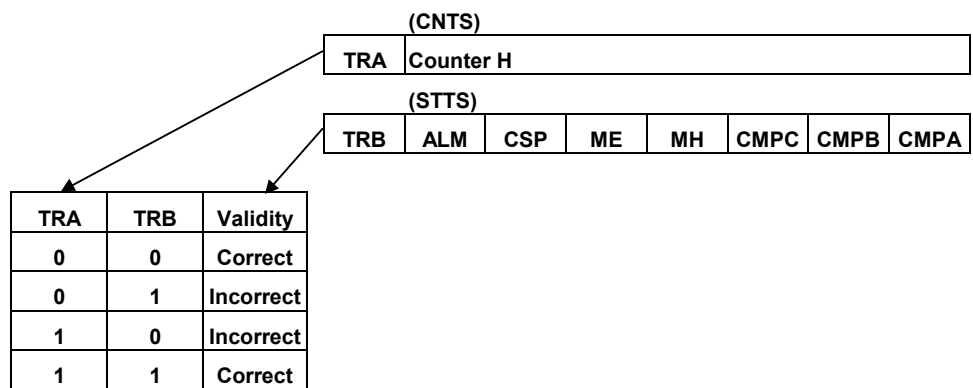 (CNTS)
TRA Counter H
(STTS)
TRB ALM CSP ME MH CMPC CMPB CMPA
TRA TRB Validity
0 0 Correct
0 1 Incorrect
1 0 Incorrect
1 1 Correct